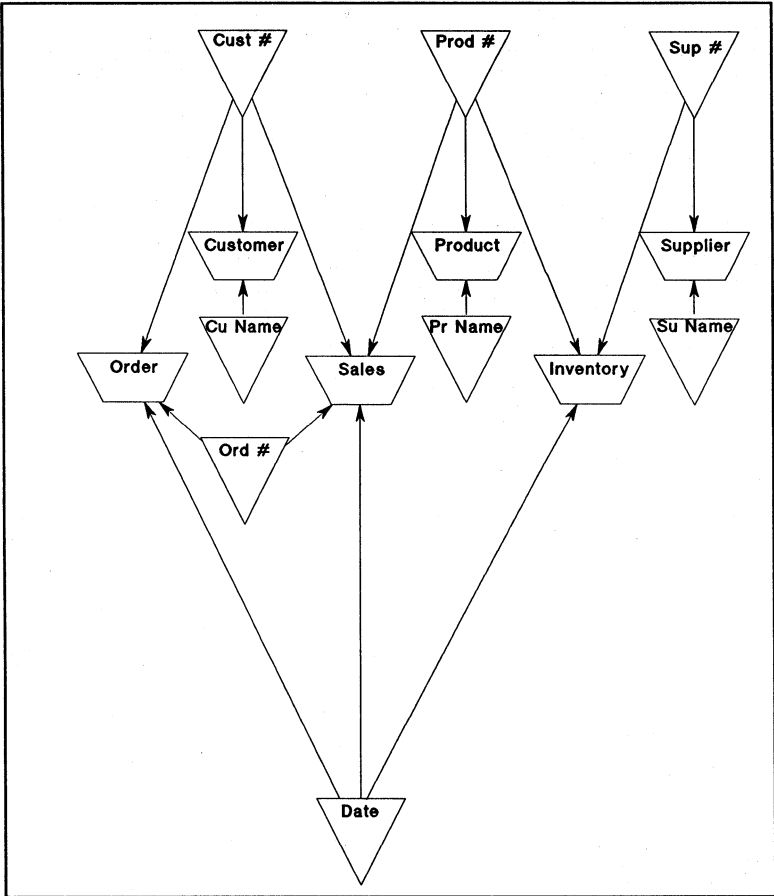 Cust #
Prod #
Sup #
Customer
Product
Supplier
Cu Name
Pr Name
Su Name
Order
Sales
Inventory
Ord #
Date